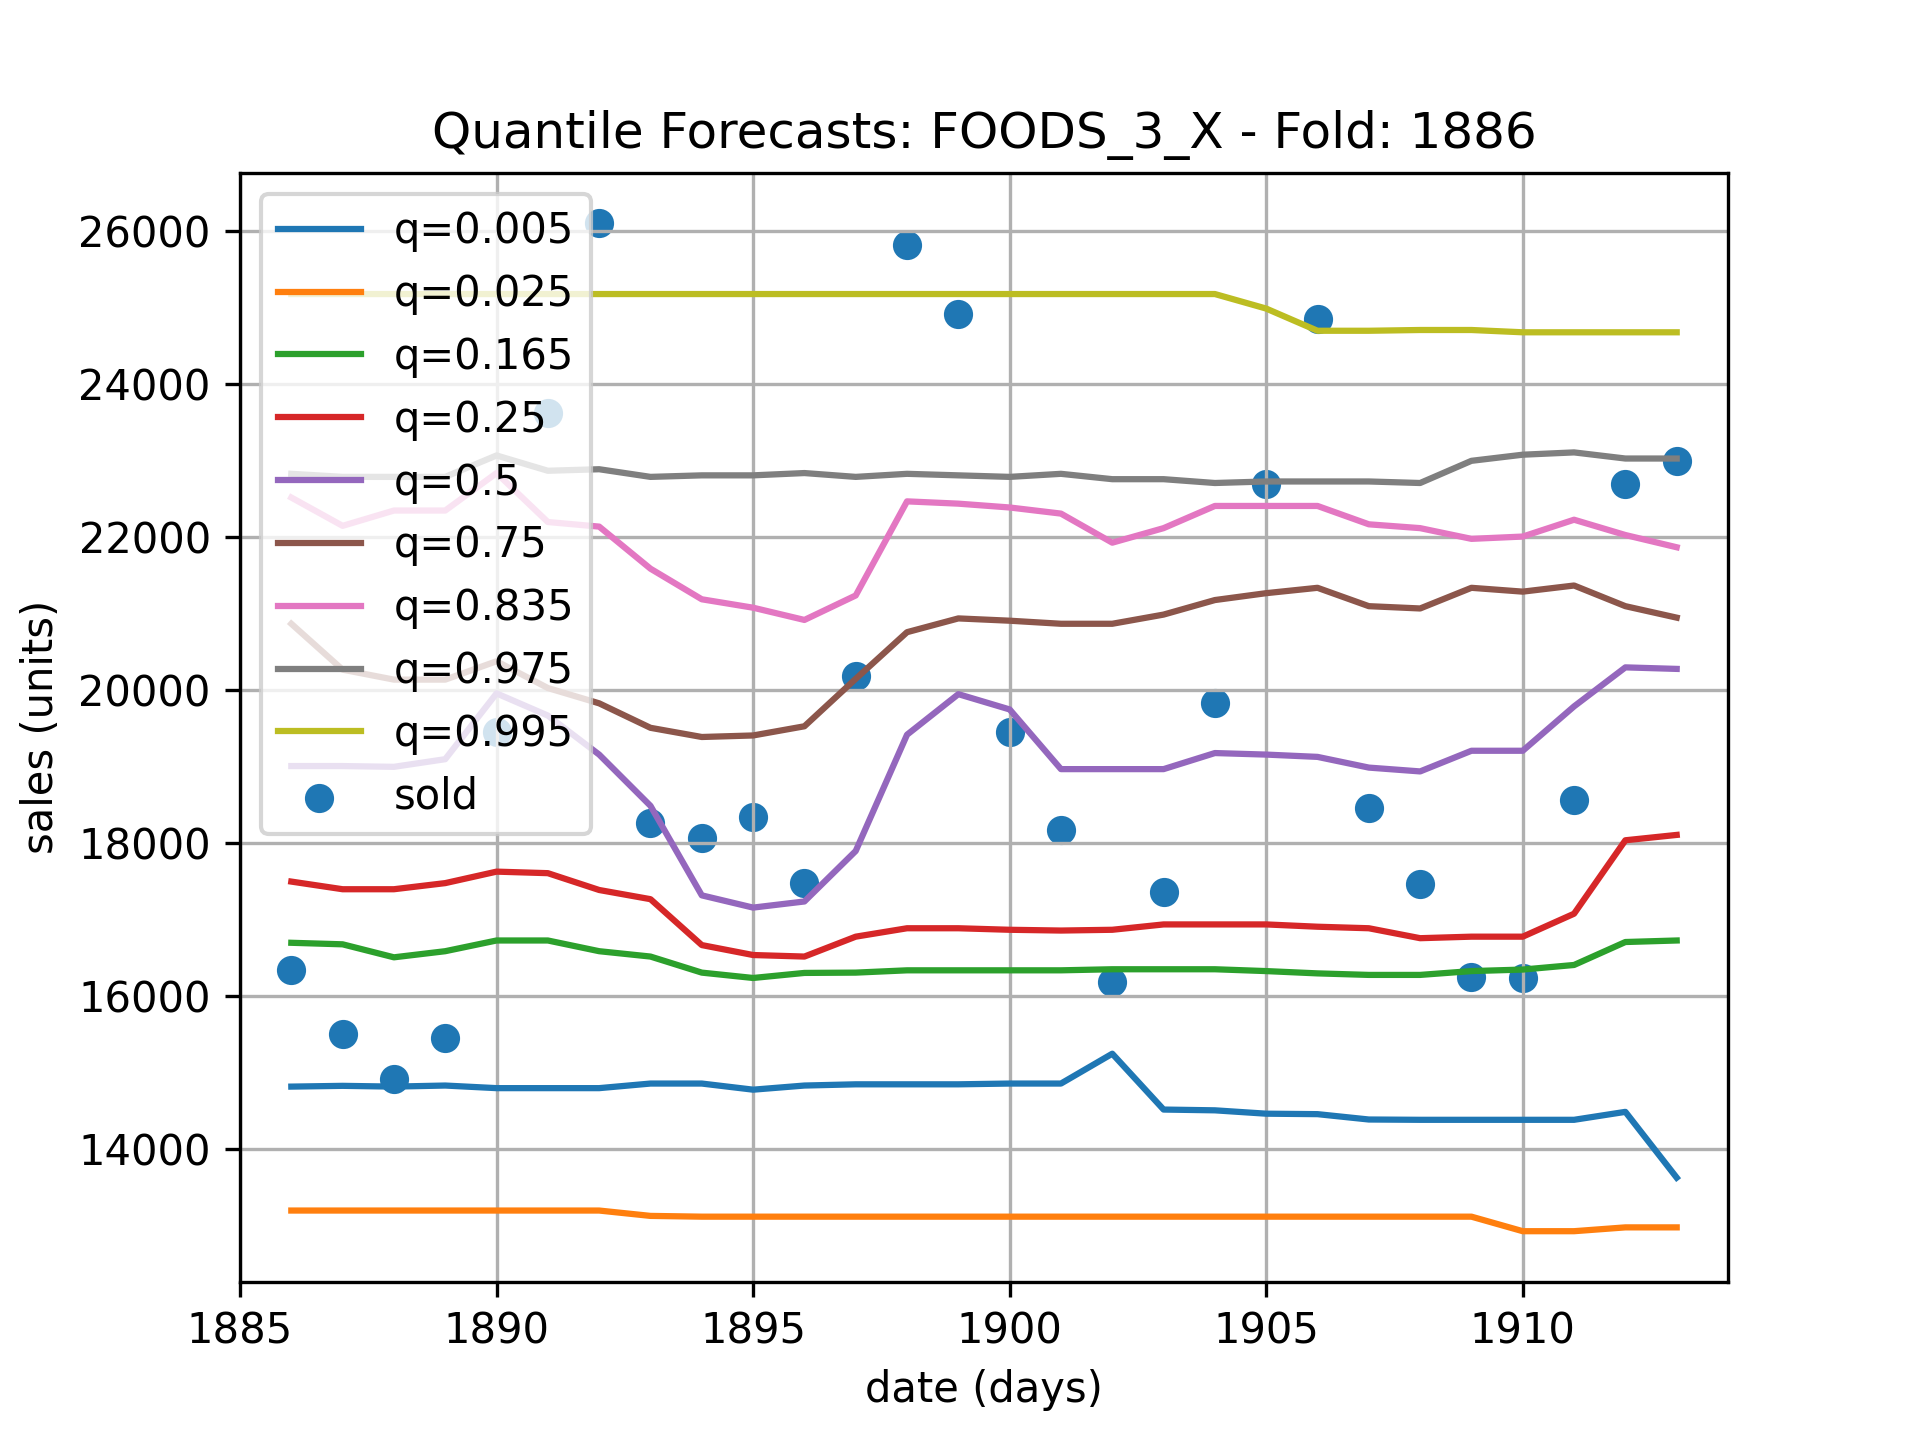 Quantile Forecasts: FOODS_3_X - Fold: 1886
26000
24000
22000
20000
18000
16000
14000
sales (units)
q=0.005
q=0.025
q=0.165
q=0.25
q=0.5
q=0.75
q=0.835
q=0.975
q=0.995
sold
1885
1890
1895
1900
1905
1910
date (days)